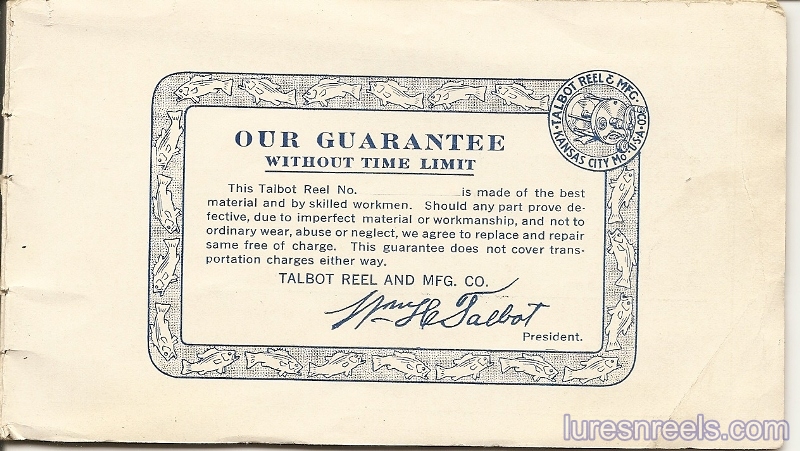 TALBOT REEL & MFG. CO.
KANSAS CITY Mo. U.S.A.
OUR GUARANTEE
WITHOUT TIME LIMIT
This Talbot Reel No. ____________ is made of the best
material and by skilled workmen. Should any part prove de-
fective, due to imperfect material or workmanship, and not to
ordinary wear, abuse or neglect, we agree to replace and repair
same free of charge. This guarantee does not cover trans-
portation charges either way.
TALBOT REEL AND MFG. CO.
Wm H Talbot
President.
luresnreels.com